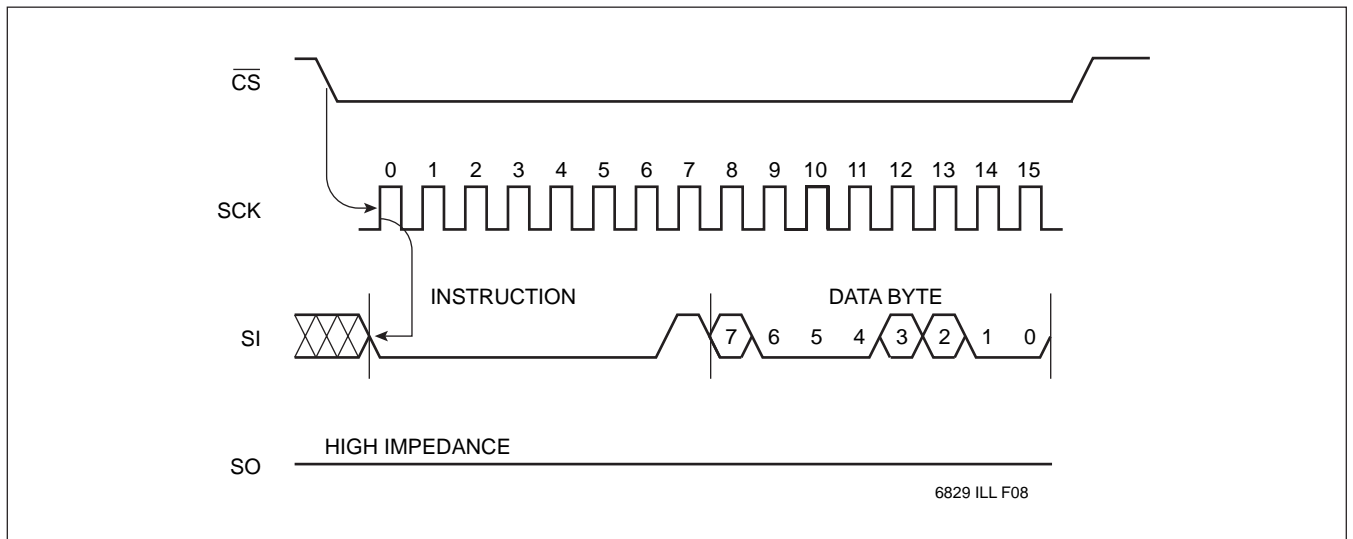 CS
0 1 2 3 4 5 6 7 8 9 10 11 12 13 14 15
SCK
INSTRUCTION DATA BYTE
SI 7 6 5 4 3 2 1 0
HIGH IMPEDANCE
SO
6829 ILL F08